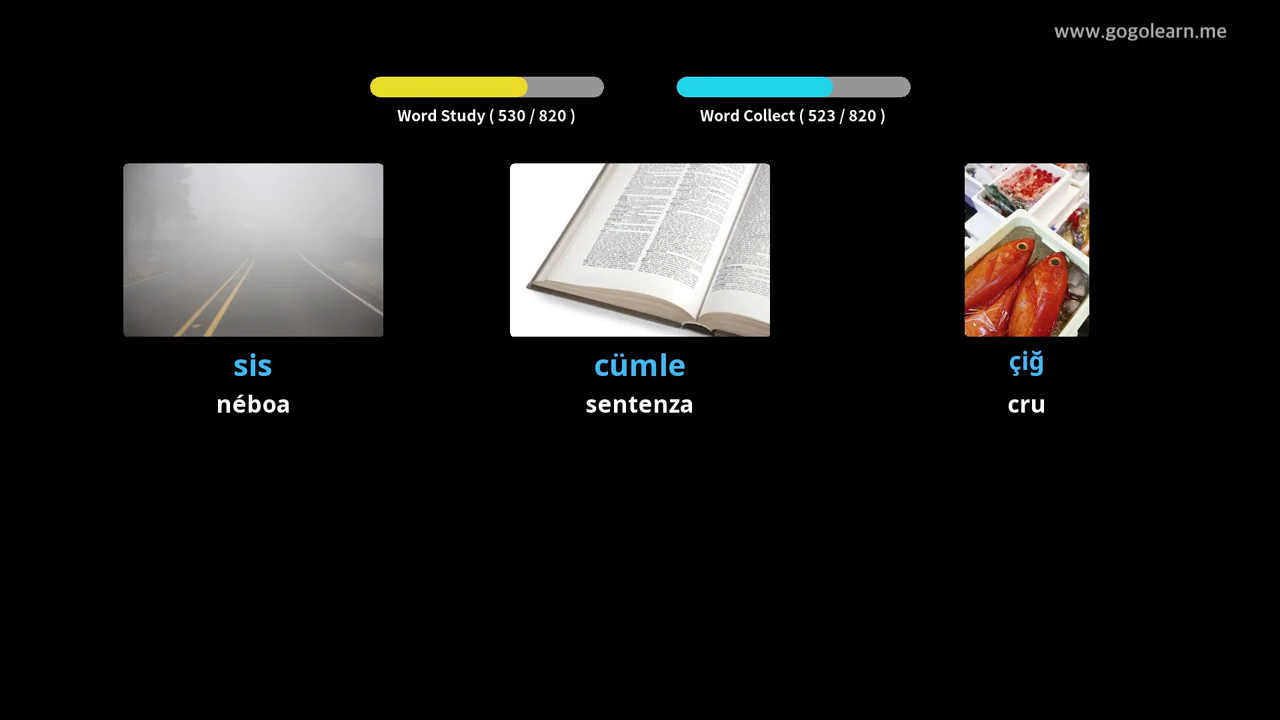 www.gogolearn.me
Word Study ( 530 / 820 )
Word Collect ( 523 / 820 )
sis
cümle
çiğ
néboa
sentenza
cru